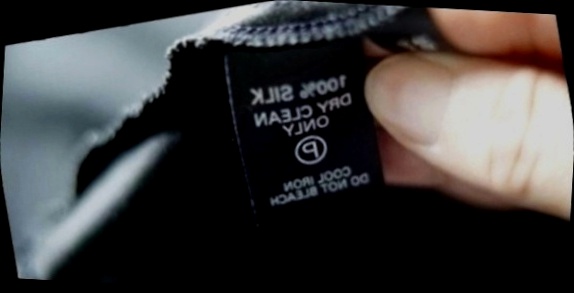 100% SILK
DRY CLEAN
ONLY
P
COOL IRON
DO NOT BLEACH